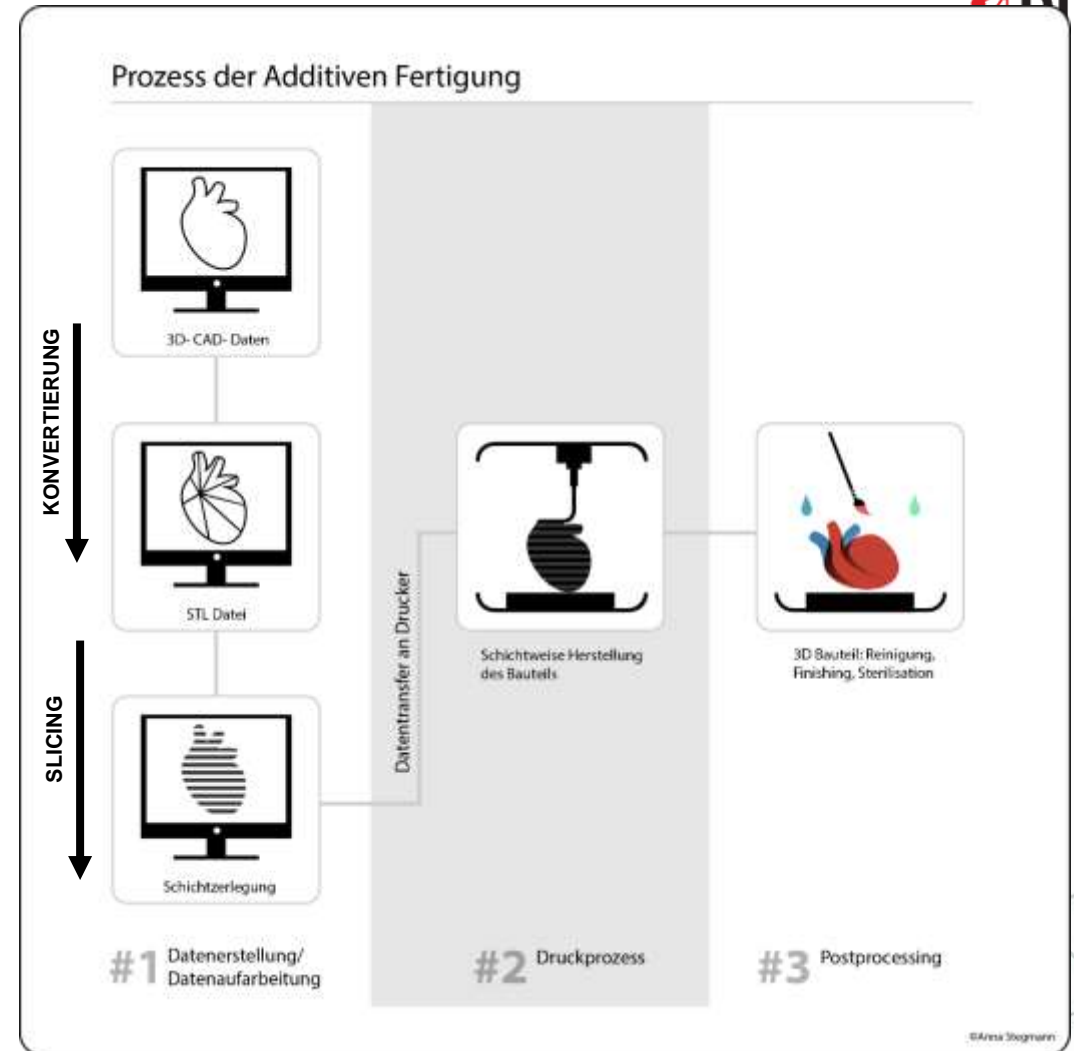 Prozess der Additiven Fertigung
3D- CAD- Daten
KONVERTIERUNG
STL Datei
SLICING
Schichtzerlegung
Datentransfer an Drucker
Schichtweise Herstellung
des Bauteils
3D Bauteil: Reinigung,
Finishing, Sterilisation
#1 Datenerstellung/
Datenaufarbeitung
#2 Druckprozess
#3 Postprocessing
©Anna Stegmann